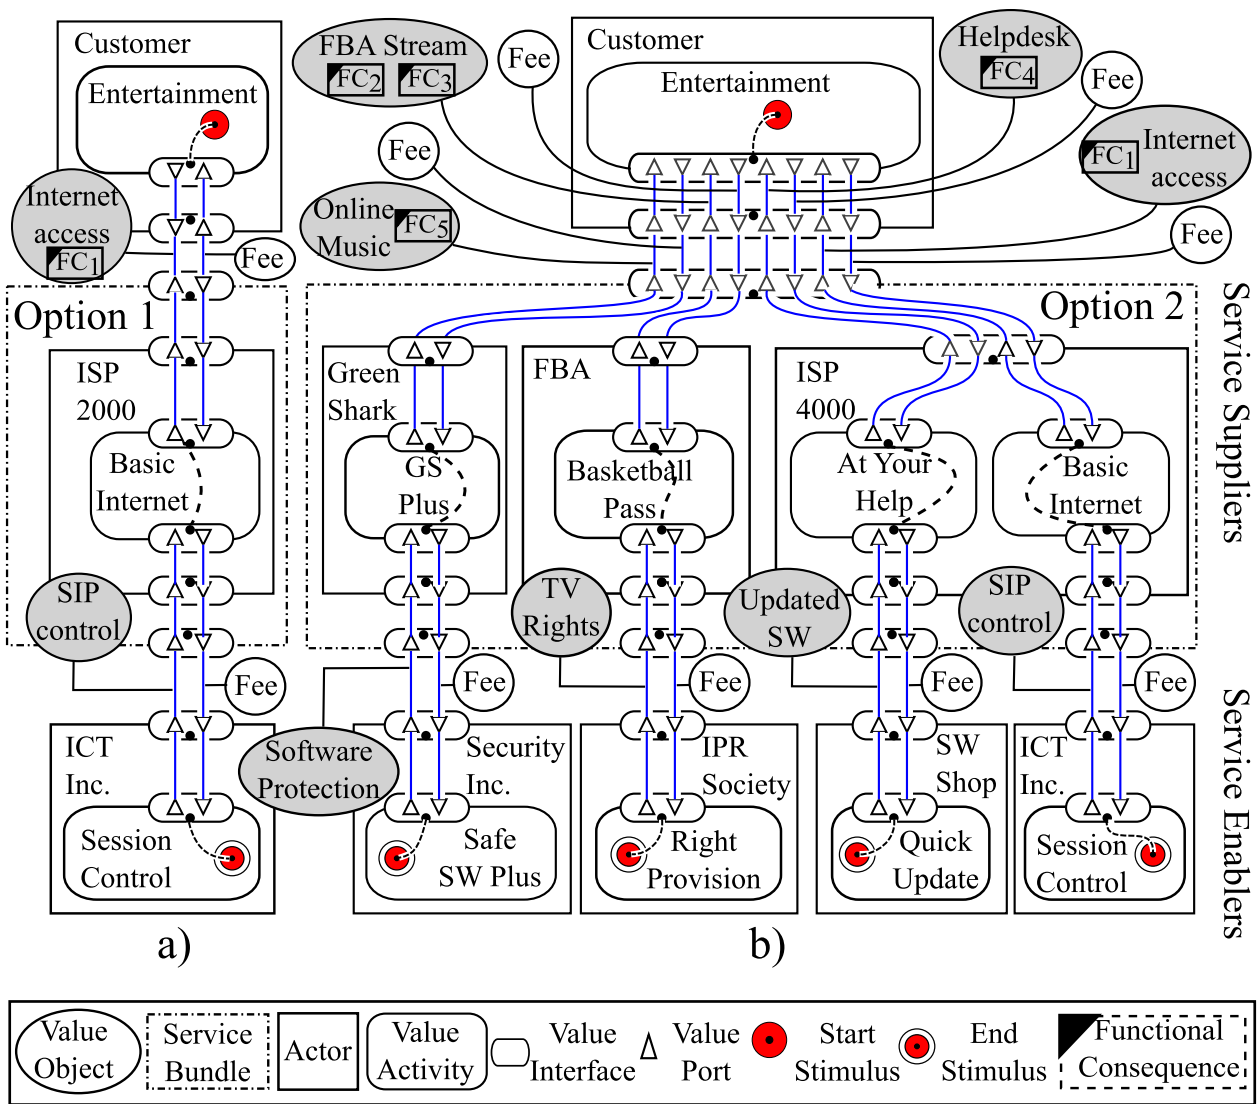 Customer
Entertainment
Internet
access
FC1
Fee
Option 1
ISP
2000
Basic
Internet
SIP
control
Fee
ICT
Inc.
Session
Control
a)
FBA Stream
FC2
FC3
Fee
Customer
Entertainment
Helpdesk
FC4
Fee
Fee
FC1
Internet
access
Online
Music
FC5
Fee
Option 2
Green
Shark
FBA
ISP
4000
GS
Plus
Basketball
Pass
At Your
Help
Basic
Internet
TV
Rights
Updated
SW
SIP
control
Fee
Fee
Fee
Fee
Software
Protection
Security
Inc.
IPR
Society
SW
Shop
ICT
Inc.
Safe
SW Plus
Right
Provision
Quick
Update
Session
Control
b)
Service Suppliers
Service Enablers
Value
Object
Service
Bundle
Actor
Value
Activity
Value
Interface
Value
Port
Start
Stimulus
End
Stimulus
Functional
Consequence